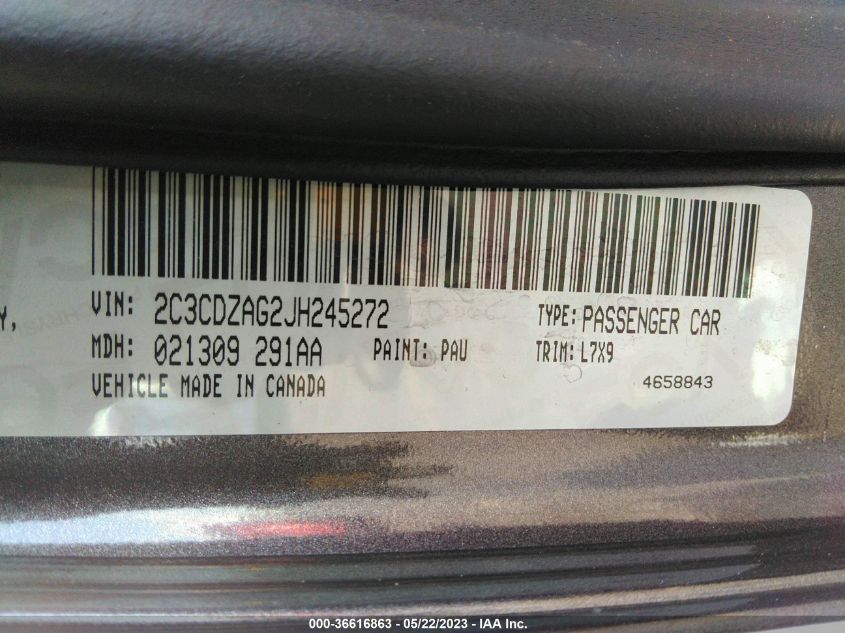 VIN: 2C3CDZAG2JH245272 TYPE: PASSENGER CAR
Y,
MDH: 021309 291AA PAINT: PAU TRIM: L7X9
VEHICLE MADE IN CANADA 4658843
000-36616863 - 05/22/2023 - IAA Inc.